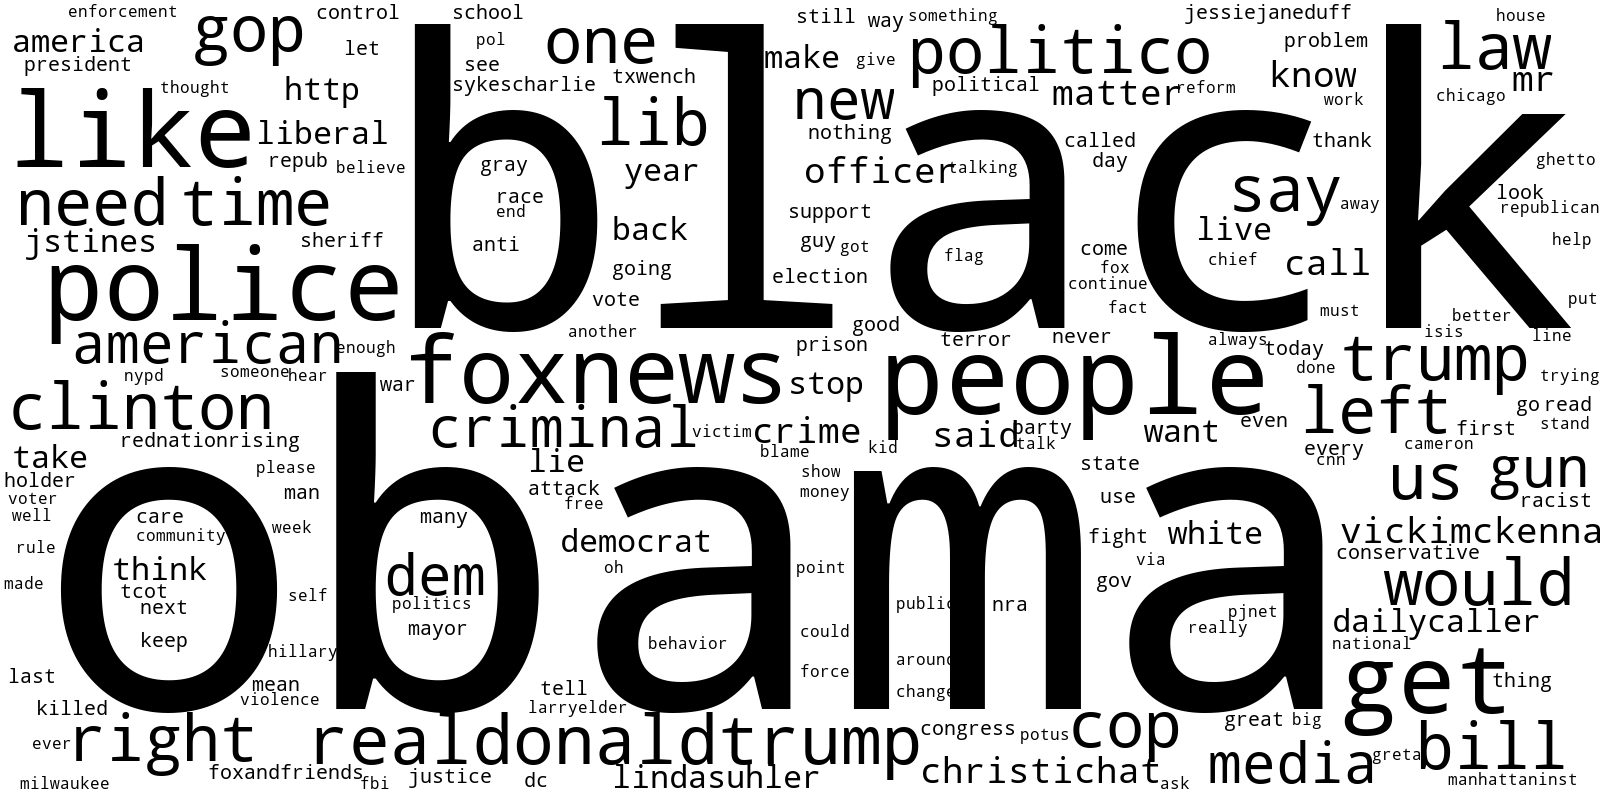 enforcement
gop
control
school
one
still
way
something
jessiejaneduff
house
america
president
let
pol
see
black
make
give
politico
problem
law
mr
thought
http
sykescharlie
txwench
new
political
matter
reform
know
work
chicago
like
liberal
lib
nothing
called
thank
ghetto
repub
believe
gray
year
officer
talking
day
say
look
need
time
race
end
support
away
republican
jstines
sheriff
anti
back
guy
got
flag
come
live
help
police
going
election
fox
continue
chief
call
put
vote
fact
must
better
american
another
good
prison
terror
never
always
isis
line
enough
foxnews
people
today
trump
nypd
someone
hear
war
stop
done
trying
clinton
criminal
victim
crime
said
party
talk
want
even
left
go
read
stand
rednationrising
blame
kid
every
cnn
first
cameron
take
please
lie
show
state
us
gun
holder
voter
man
attack
free
money
use
racist
well
obama
care
community
week
many
democrat
fight
white
vickimckenna
rule
via
conservative
made
think
tcot
next
self
dem
politics
oh
point
gov
would
public
nra
pjnet
really
dailycaller
keep
mayor
behavior
could
national
hillary
around
force
change
get
thing
last
mean
violence
tell
larryelder
killed
ever
right
realdonaldtrump
congress
potus
cop
great
big
bill
greta
milwaukee
foxandfriends
fbi
justice
dc
lindasuhler
christichat
ask
media
manhattaninst